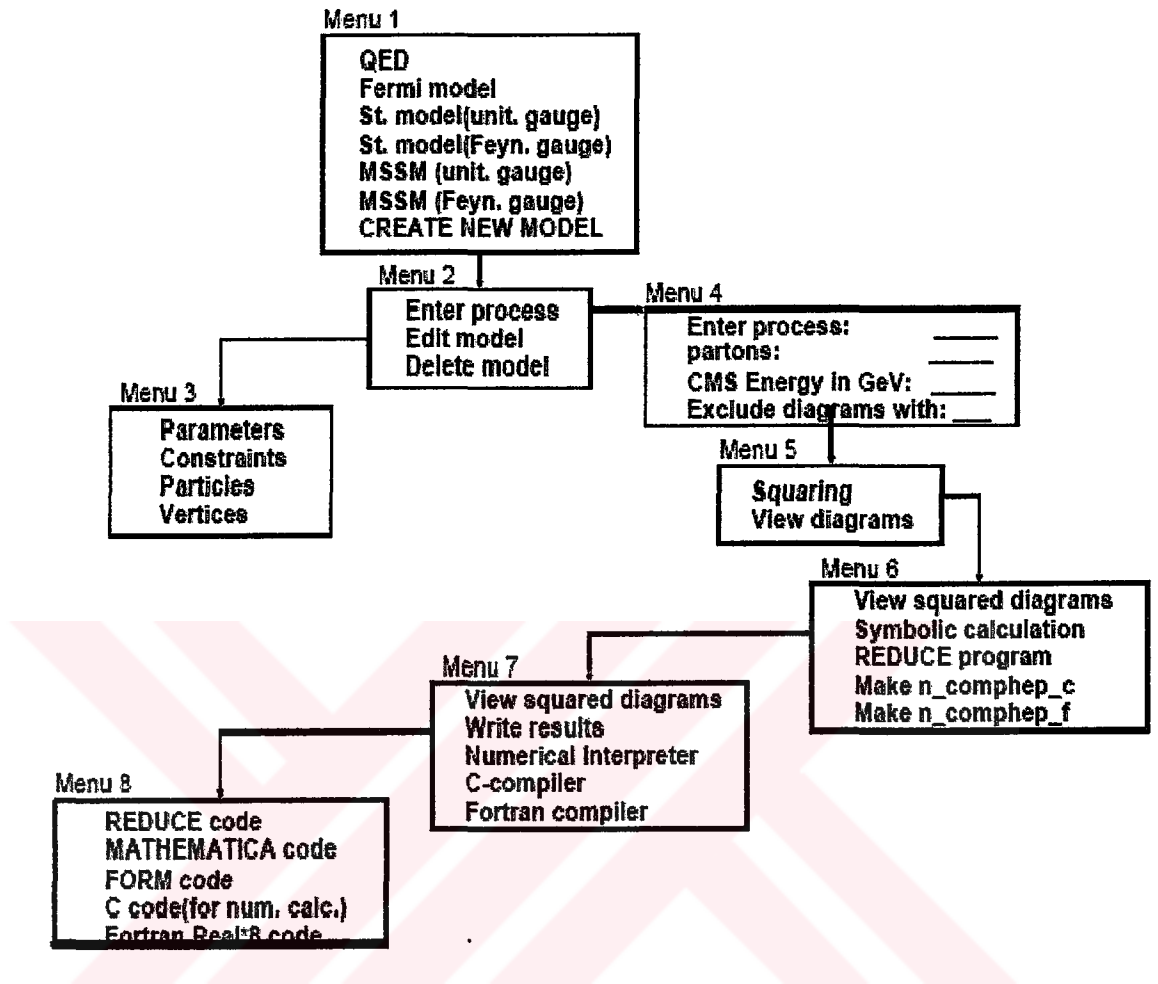 Menu 1
QED
Fermi model
St. model(unit. gauge)
St. model(Feyn. gauge)
MSSM (unit. gauge)
MSSM (Feyn. gauge)
CREATE NEW MODEL
Menu 2
Enter process
Edit model
Delete model
Menu 4
Enter process: _____
partons: _____
CMS Energy in GeV: _____
Exclude diagrams with: ___
Menu 3
Parameters
Constraints
Particles
Vertices
Menu 5
Squaring
View diagrams
Menu 6
View squared diagrams
Symbolic calculation
REDUCE program
Make n_comphep_c
Make n_comphep_f
Menu 7
View squared diagrams
Write results
Numerical Interpreter
C-compiler
Fortran compiler
Menu 8
REDUCE code
MATHEMATICA code
FORM code
C code(for num. calc.)
Fortran Real*8 code